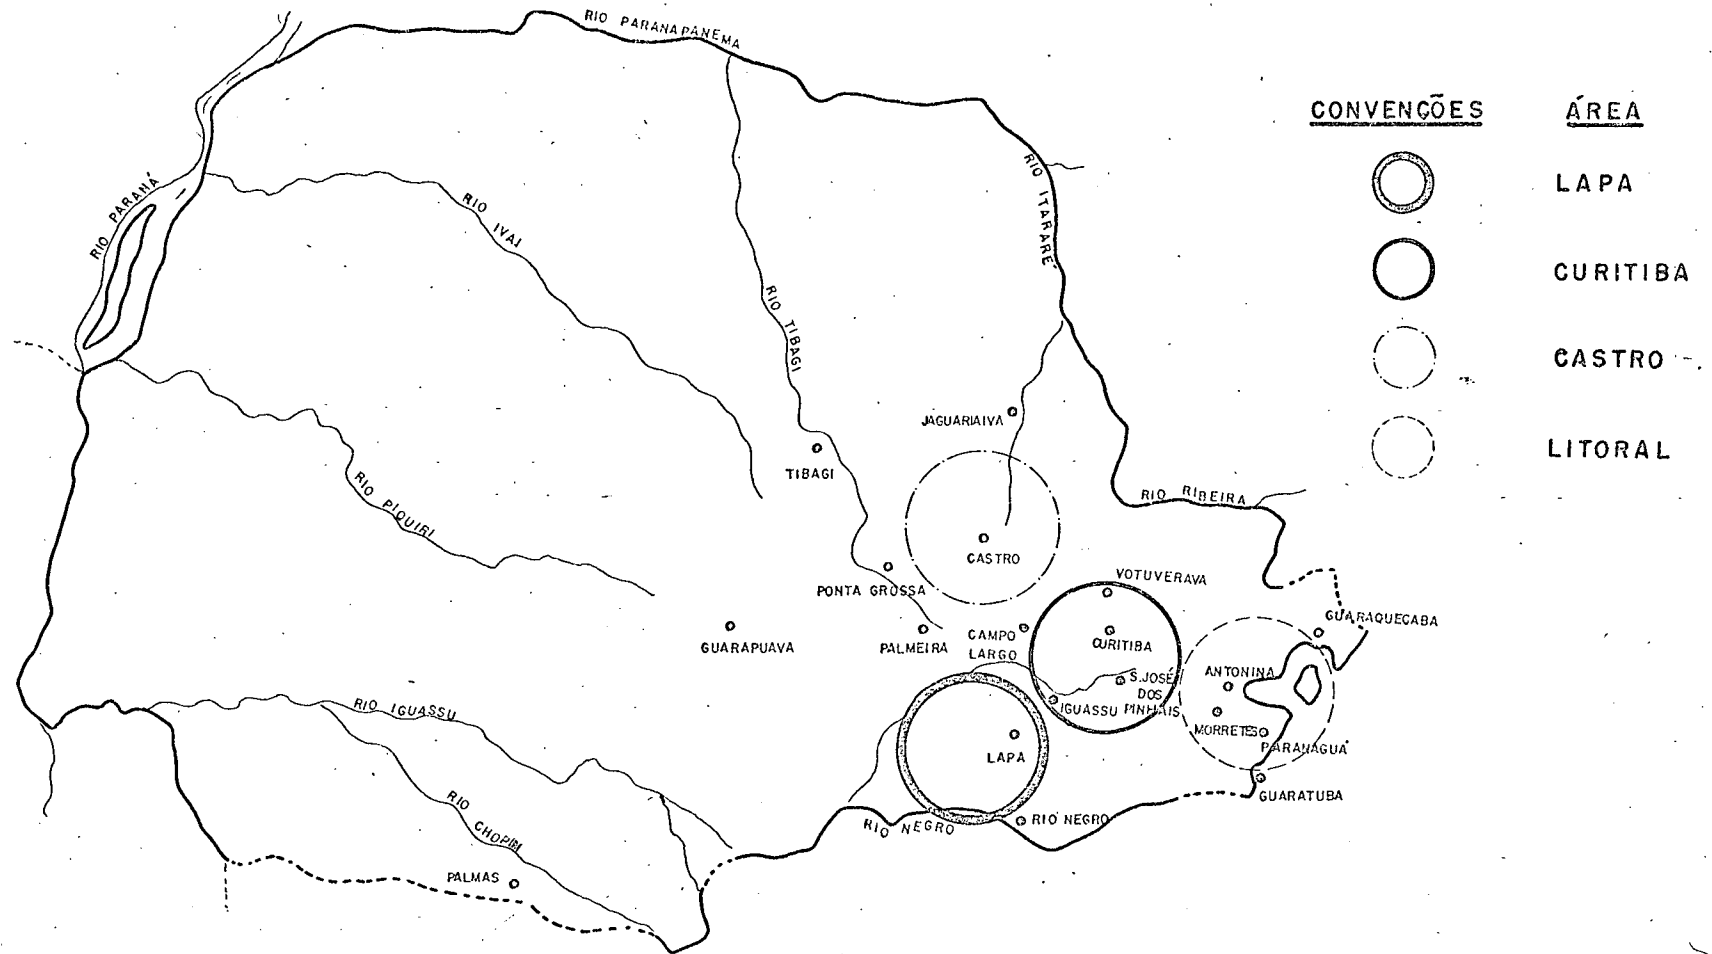 RIO PARANAPANEMA
CONVENÇÕES
ÁREA
LAPA
CURITIBA
CASTRO
LITORAL
RIO PARANÁ
RIO IVAI
RIO ITARARÉ
RIO TIBAGI
JAGUARIAIVA
TIBAGI
RIO PIQUIRI
RIO RIBEIRA
CASTRO
PONTA GROSSA
VOTUVERAVA
GUARAQUEÇABA
GUARAPUAVA
PALMEIRA
CAMPO
LARGO
CURITIBA
S. JOSÉ
DOS
PINHAIS
IGUASSU
ANTONINA
MORRETES
PARANAGUÁ
RIO IGUASSU
LAPA
GUARATUBA
RIO NEGRO
RIO NEGRO
RIO
CHOPIM
PALMAS